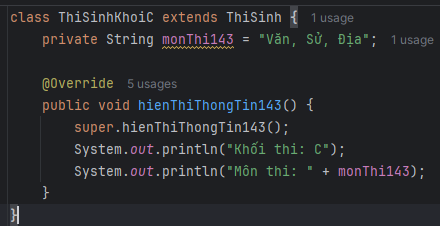 class ThiSinhKhoiC extends ThiSinh { 1 usage
private String monThi143 = "Văn, Sử, Địa"; 1 usage
@Override 5 usages
public void hienThiThongTin143() {
super.hienThiThongTin143();
System.out.println("Khối thi: C");
System.out.println("Môn thi: " + monThi143);
}
}